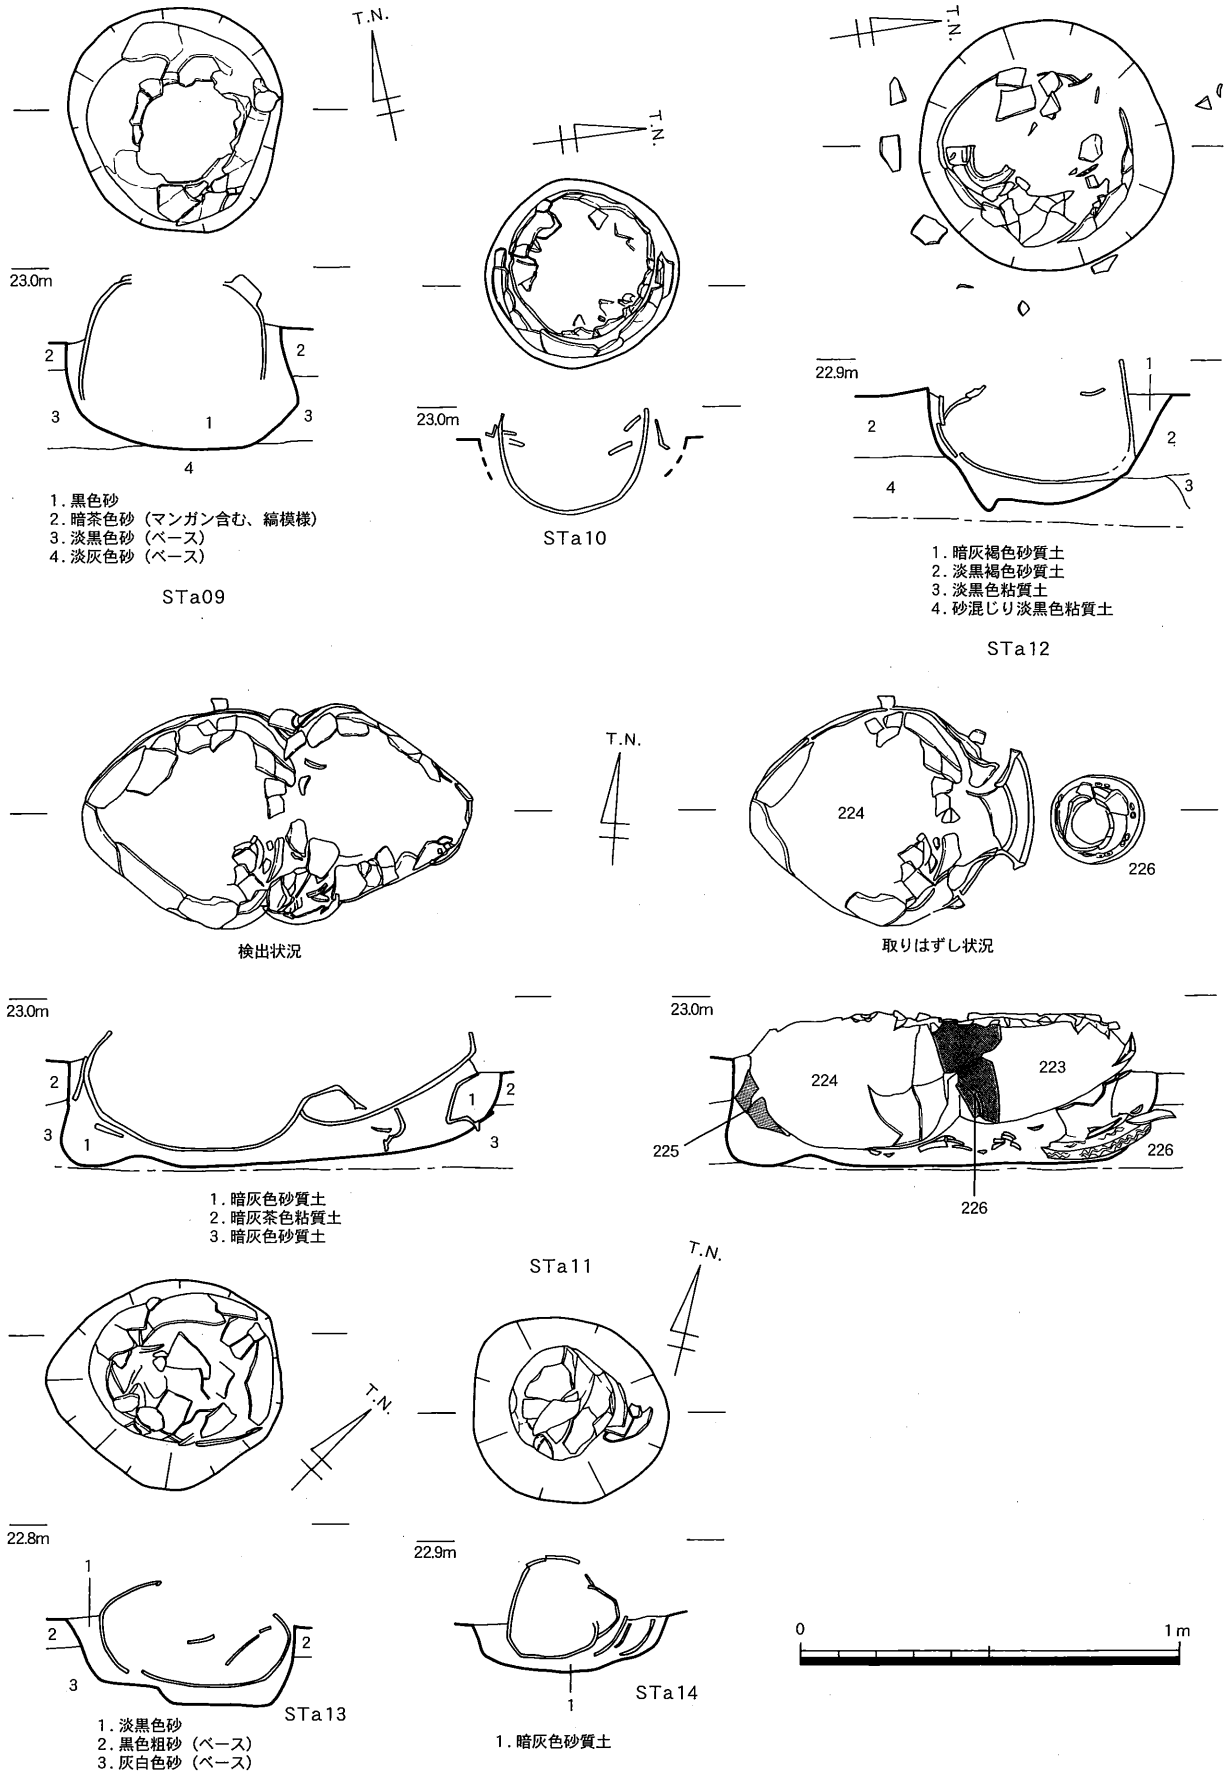 T.N.
23.0m
2
3
1
2
3
4
1. 黒色砂
2. 暗茶色砂（マンガン含む、縞模様）
3. 淡黒色砂（ベース）
4. 淡灰色砂（ベース）
STa09
T.N.
23.0m
STa10
T.N.
22.9m
1
2
2
4
3
1. 暗灰褐色砂質土
2. 淡黒褐色砂質土
3. 淡黒色粘質土
4. 砂混じり淡黒色粘質土
STa12
T.N.
検出状況
224
226
取りはずし状況
23.0m
2
3
1
1
2
3
1. 暗灰色砂質土
2. 暗灰茶色粘質土
3. 暗灰色砂質土
23.0m
224
223
225
226
226
STa11
T.N.
22.8m
1
2
2
3
STa13
1. 淡黒色砂
2. 黒色粗砂（ベース）
3. 灰白色砂（ベース）
T.N.
22.9m
1
STa14
1. 暗灰色砂質土
0 1m